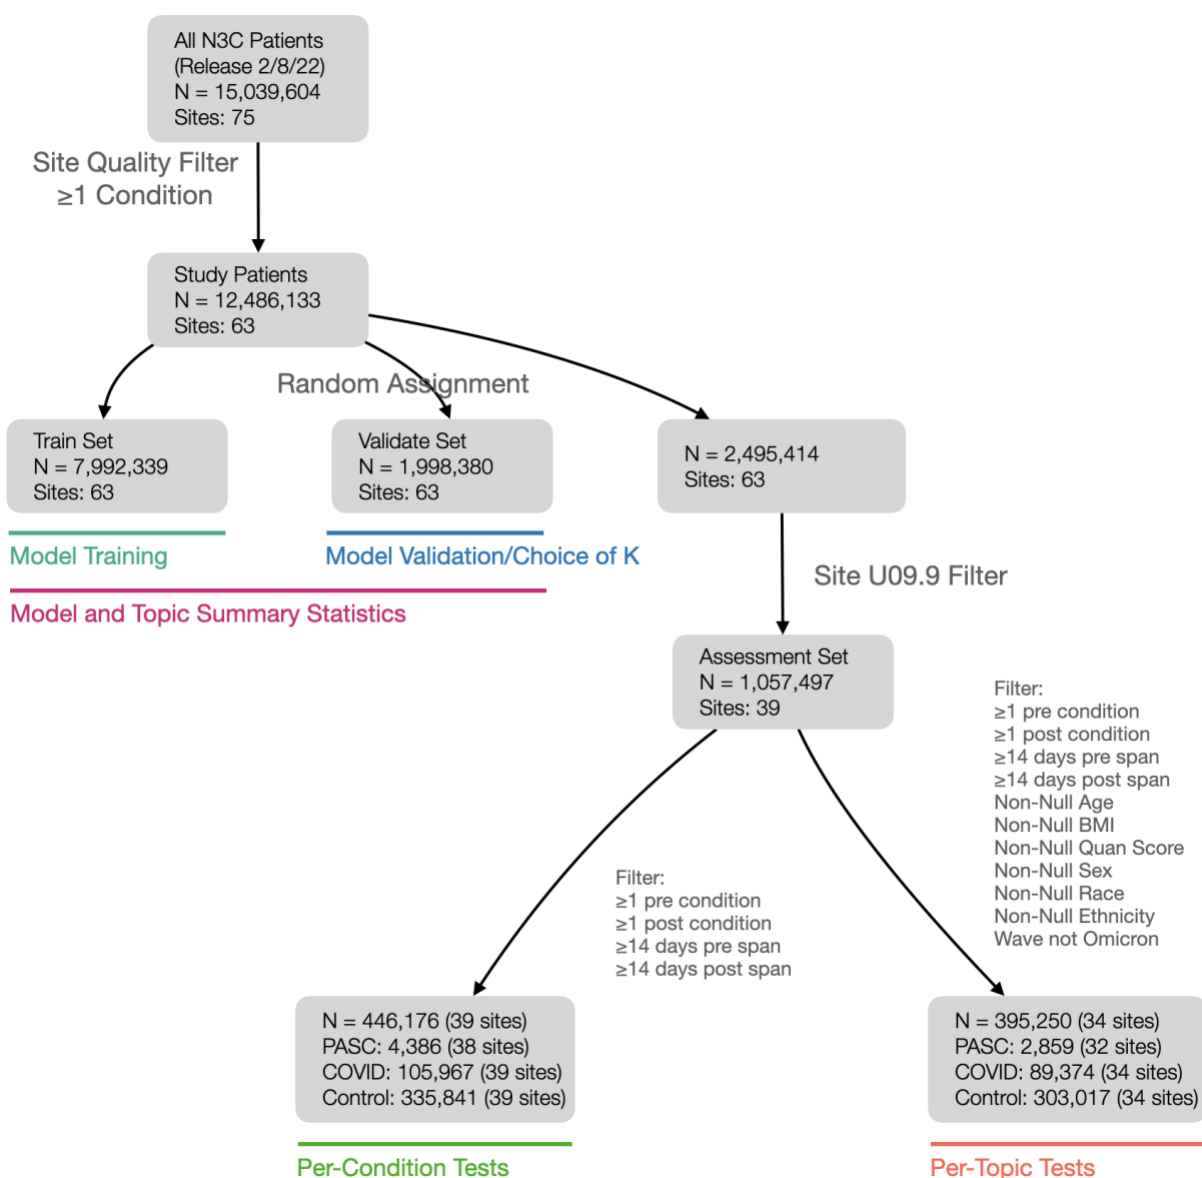 All N3C Patients
(Release 2/8/22)
N = 15,039,604
Sites: 75
Site Quality Filter
≥1 Condition
Study Patients
N = 12,486,133
Sites: 63
Random Assignment
Train Set
N = 7,992,339
Sites: 63
Validate Set
N = 1,998,380
Sites: 63
N = 2,495,414
Sites: 63
Model Training
Model Validation/Choice of K
Model and Topic Summary Statistics
Site U09.9 Filter
Assessment Set
N = 1,057,497
Sites: 39
Filter:
≥1 pre condition
≥1 post condition
≥14 days pre span
≥14 days post span
Non-Null Age
Non-Null BMI
Non-Null Quan Score
Non-Null Sex
Non-Null Race
Non-Null Ethnicity
Wave not Omicron
Filter:
≥1 pre condition
≥1 post condition
≥14 days pre span
≥14 days post span
N = 446,176 (39 sites)
PASC: 4,386 (38 sites)
COVID: 105,967 (39 sites)
Control: 335,841 (39 sites)
N = 395,250 (34 sites)
PASC: 2,859 (32 sites)
COVID: 89,374 (34 sites)
Control: 303,017 (34 sites)
Per-Condition Tests
Per-Topic Tests